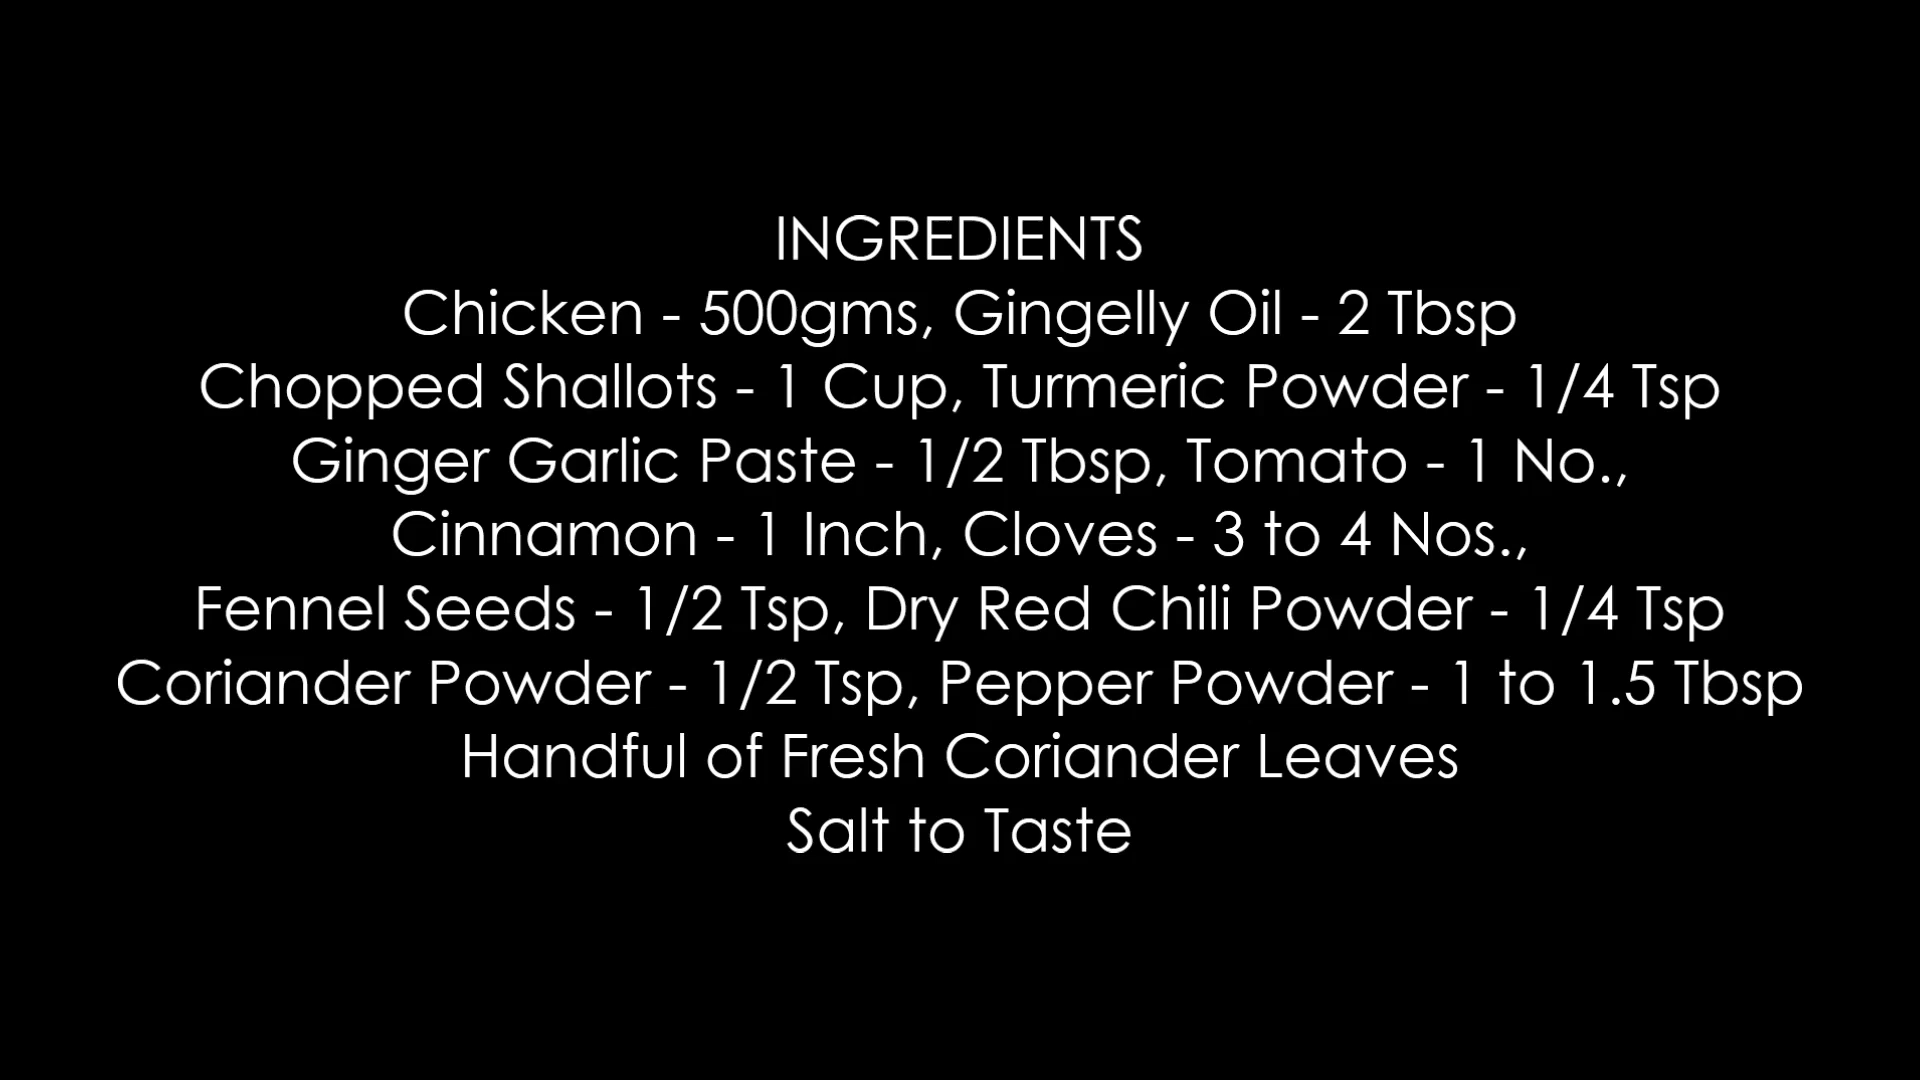 INGREDIENTS
Chicken - 500gms, Gingelly Oil - 2 Tbsp
Chopped Shallots - 1 Cup, Turmeric Powder - 1/4 Tsp
Ginger Garlic Paste - 1/2 Tbsp, Tomato - 1 No.,
Cinnamon - 1 Inch, Cloves - 3 to 4 Nos.,
Fennel Seeds - 1/2 Tsp, Dry Red Chili Powder - 1/4 Tsp
Coriander Powder - 1/2 Tsp, Pepper Powder - 1 to 1.5 Tbsp
Handful of Fresh Coriander Leaves
Salt to Taste